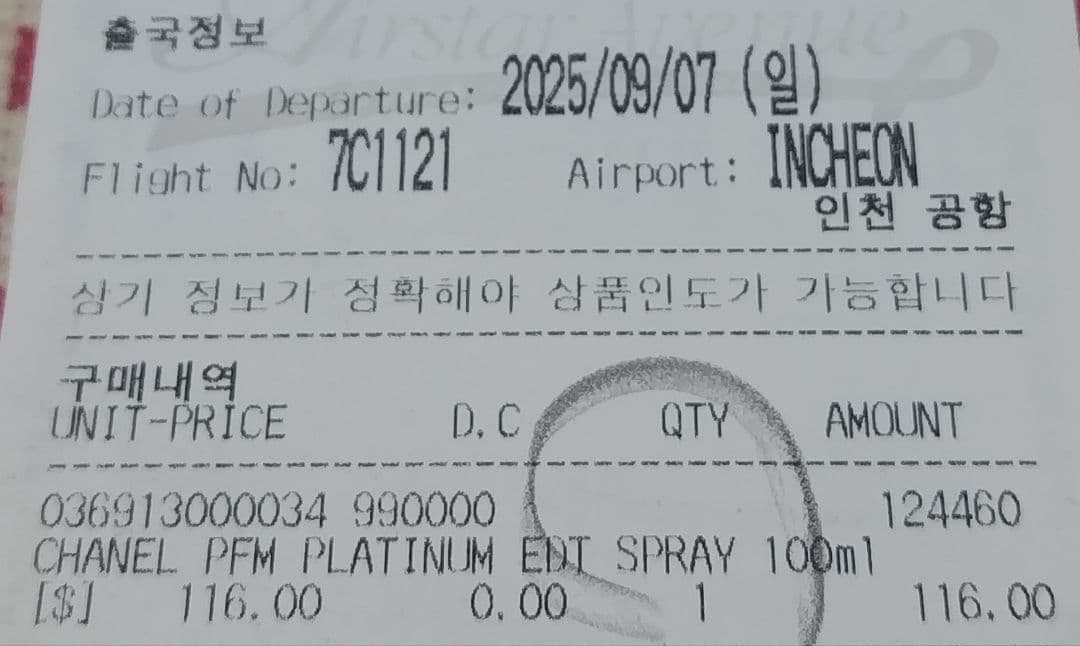 출국정보
Date of Departure: 2025/09/07 (일)
Flight No: 7C1121 Airport: INCHEON
인천 공항
상기 정보가 정확해야 상품인도가 가능합니다
구매내역
UNIT-PRICE D.C QTY AMOUNT
036913000034 990000 124460
CHANEL PFM PLATINUM EDT SPRAY 100ml
[$] 116.00 0.00 1 116.00